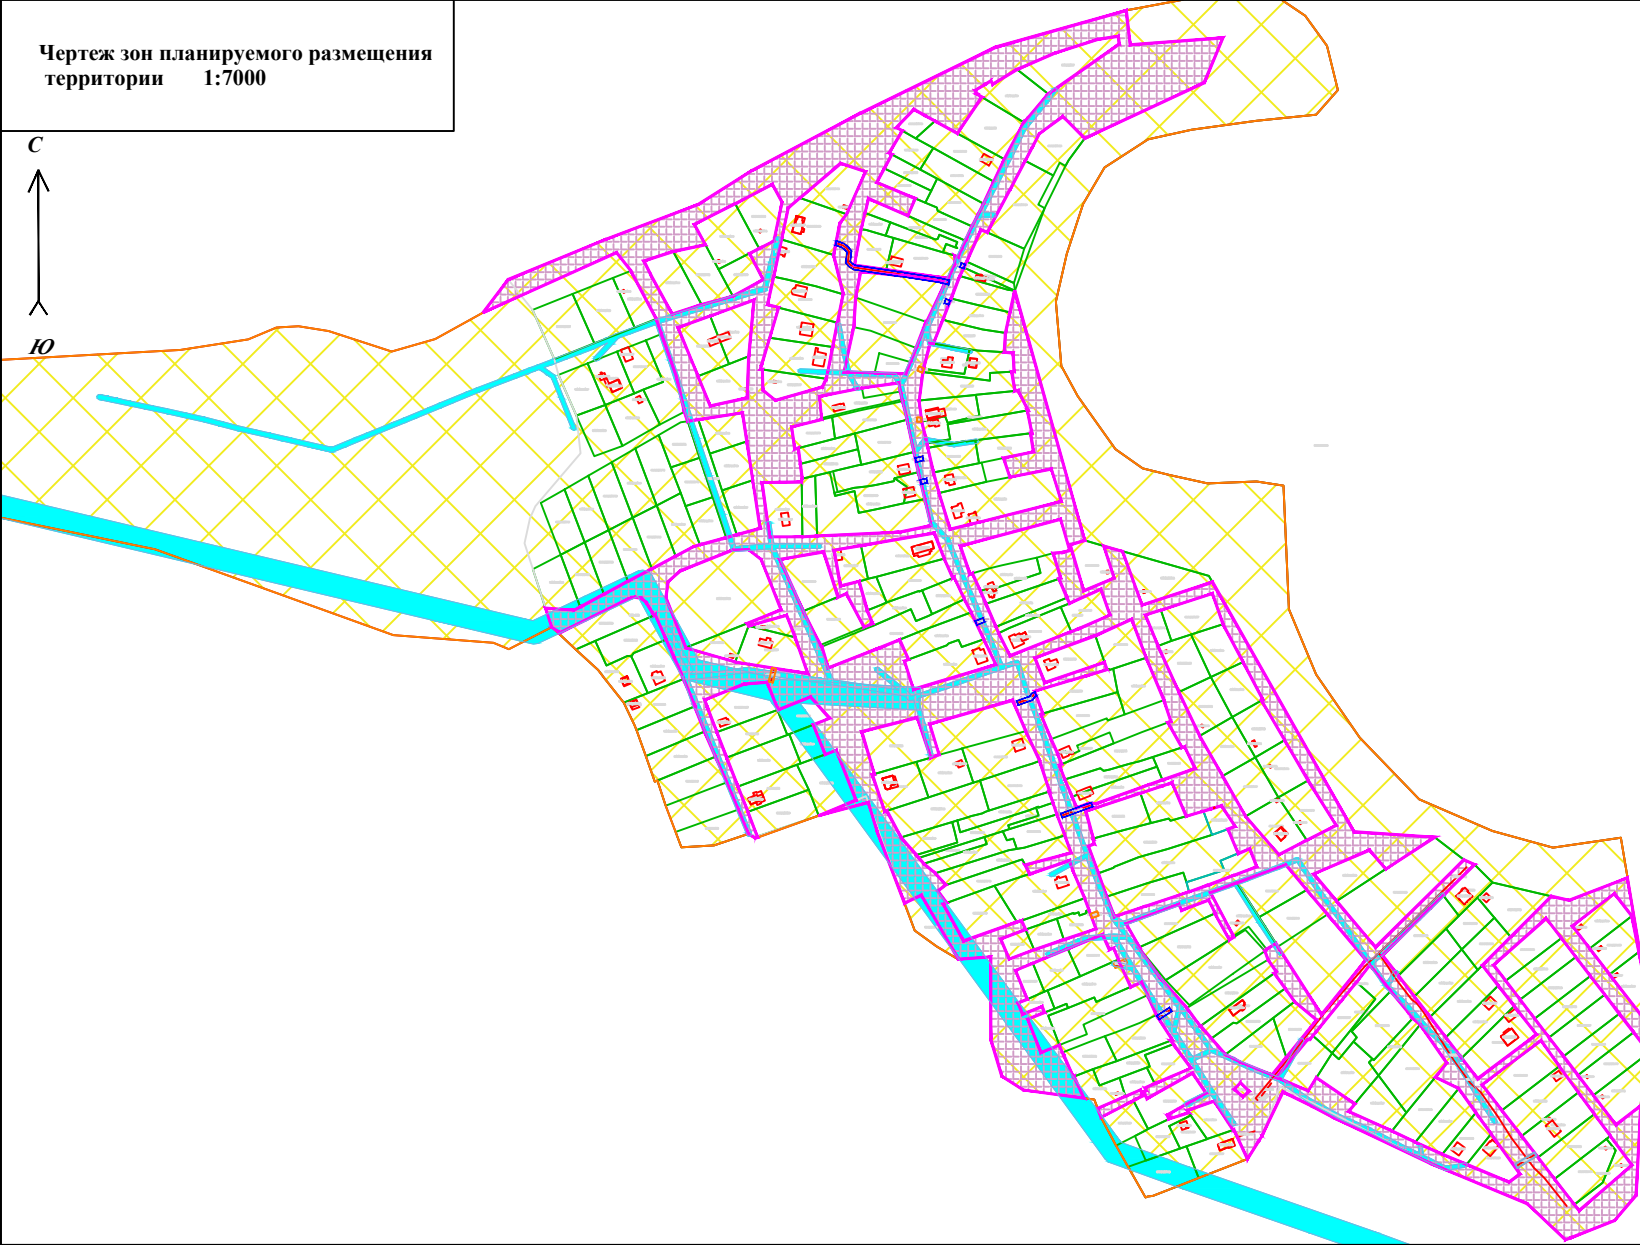 Чертеж зон планируемого размещения
территории 1:7000
С
Ю